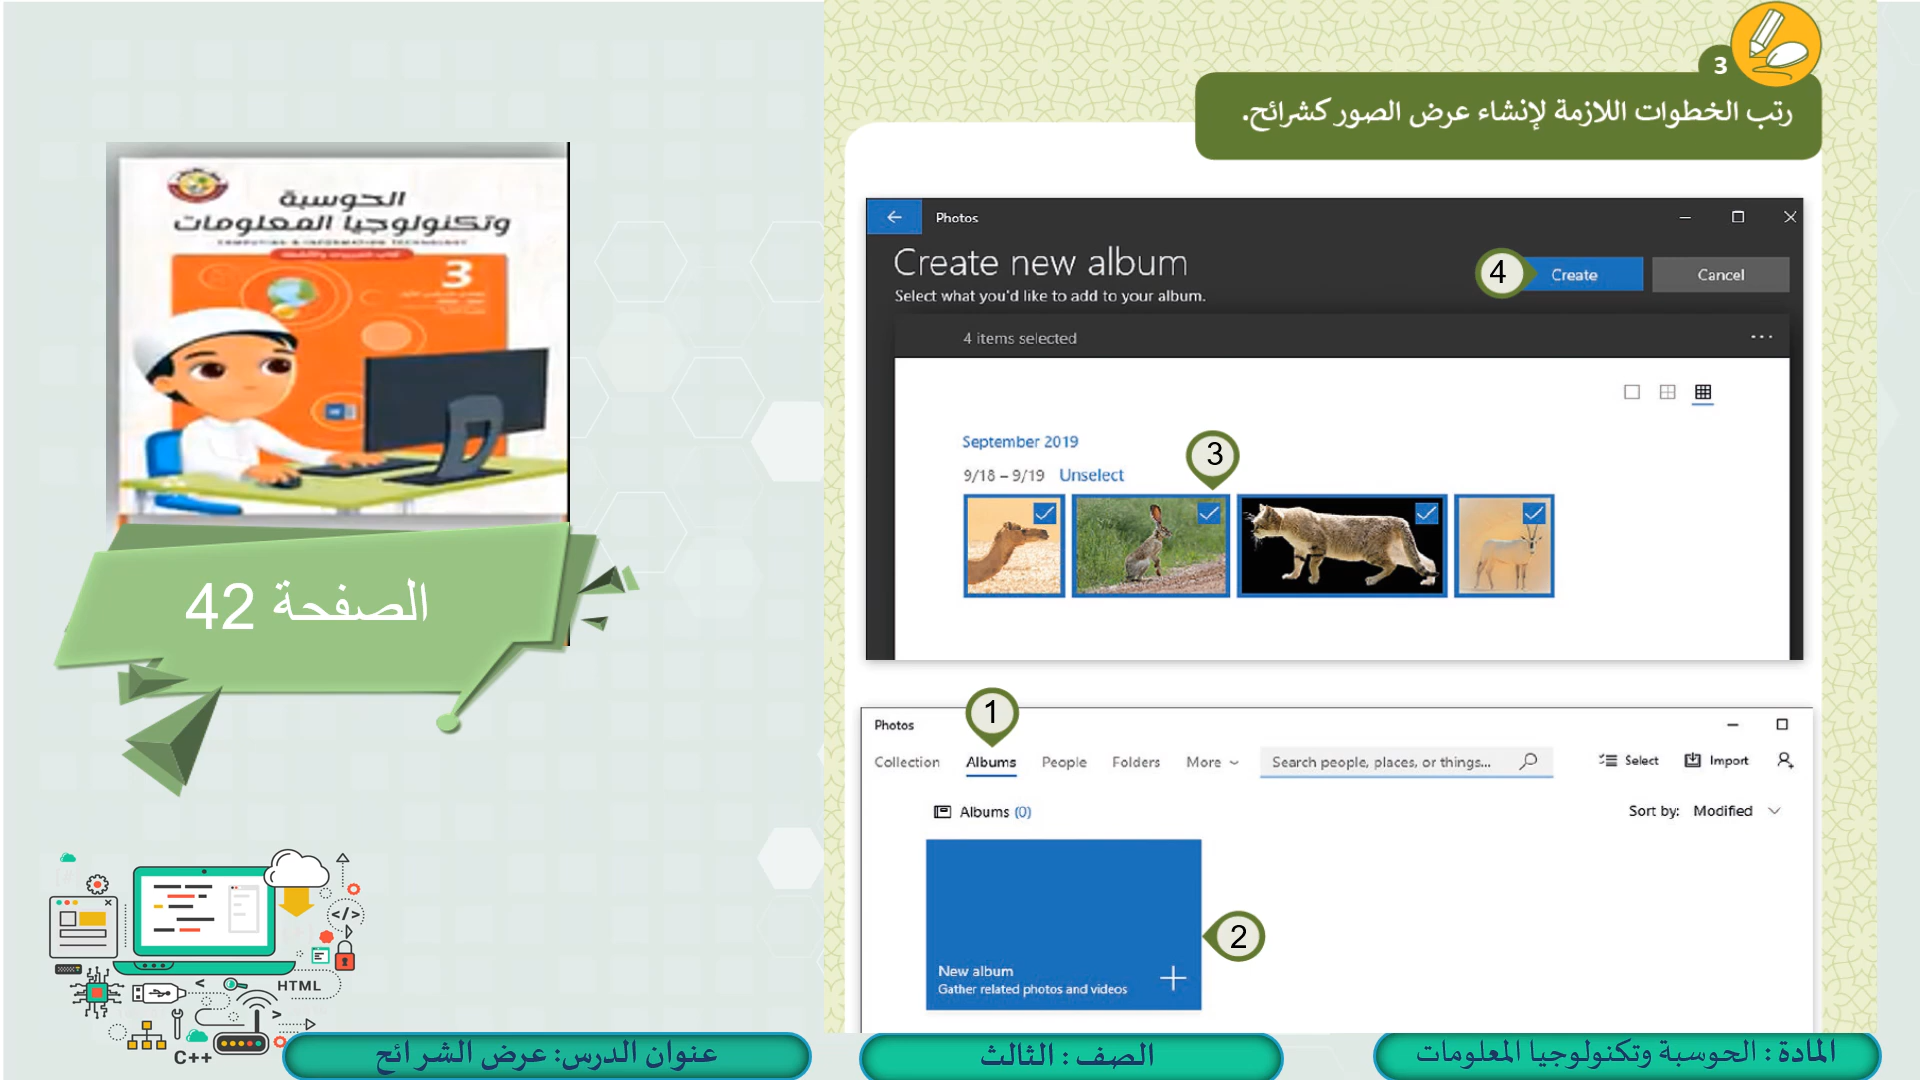 3
رتب الخطوات اللازمة لإنشاء عرض الصور كشرائح.
Photos
Create new album
Select what you'd like to add to your album.
4
Create
Cancel
4 items selected
September 2019
3
9/18 – 9/19 Unselect
1
Photos
Collection Albums People Folders More
Search people, places, or things...
Select Import
Albums (0)
Sort by: Modified
2
New album
Gather related photos and videos
الحوسبة
وتكنولوجيا المعلومات
COMPUTING & INFORMATION TECHNOLOGY
3
الصفحة 42
</>
HTML
C++
المادة : الحوسبة وتكنولوجيا المعلومات
الصف : الثالث
عنوان الدرس: عرض الشرائح